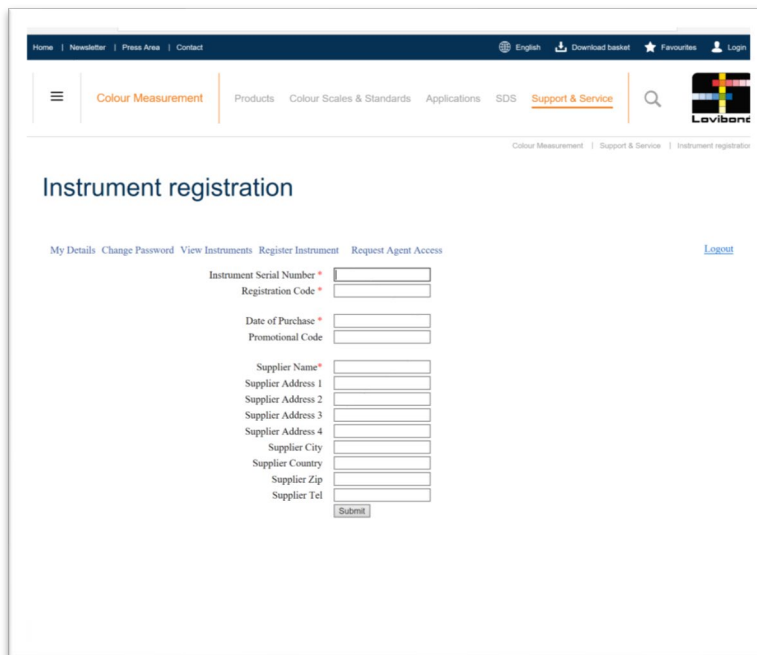 Home | Newsletter | Press Area | Contact English Download basket Favourites Login
Colour Measurement Products Colour Scales & Standards Applications SDS Support & Service
Lovibond
Colour Measurement | Support & Service | Instrument registration
Instrument registration
My Details Change Password View Instruments Register Instrument Request Agent Access Logout
Instrument Serial Number *
Registration Code *
Date of Purchase *
Promotional Code
Supplier Name*
Supplier Address 1
Supplier Address 2
Supplier Address 3
Supplier Address 4
Supplier City
Supplier Country
Supplier Zip
Supplier Tel
Submit